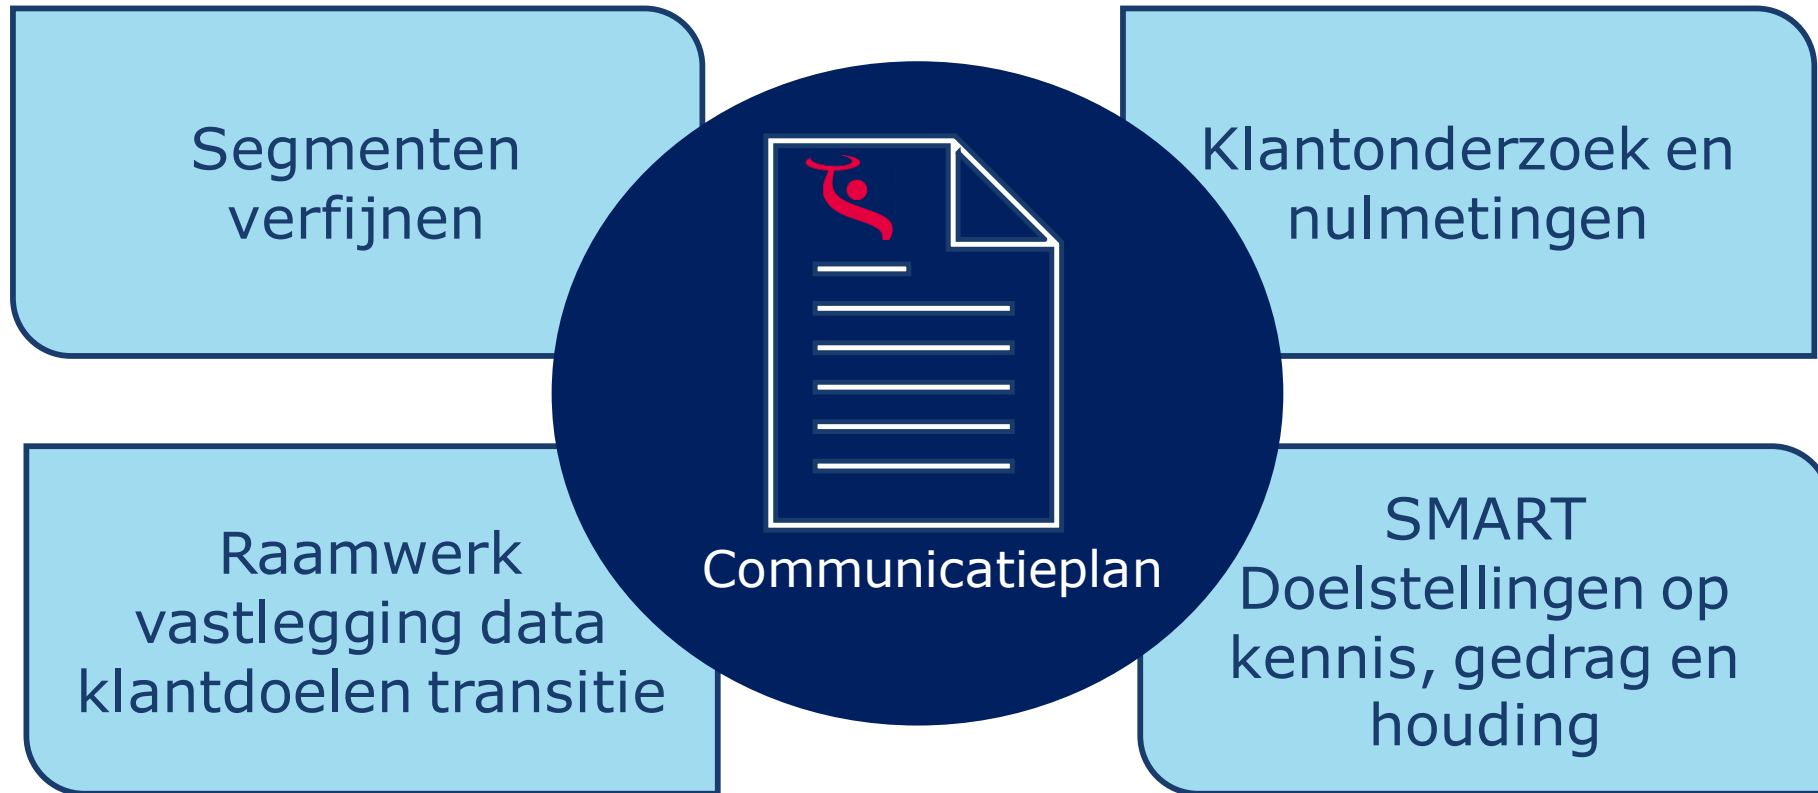 Segmenten
verfijnen
Klantonderzoek en
nulmetingen
Communicatieplan
Raamwerk
vastlegging data
klantdoelen transitie
SMART
Doelstellingen op
kennis, gedrag en
houding